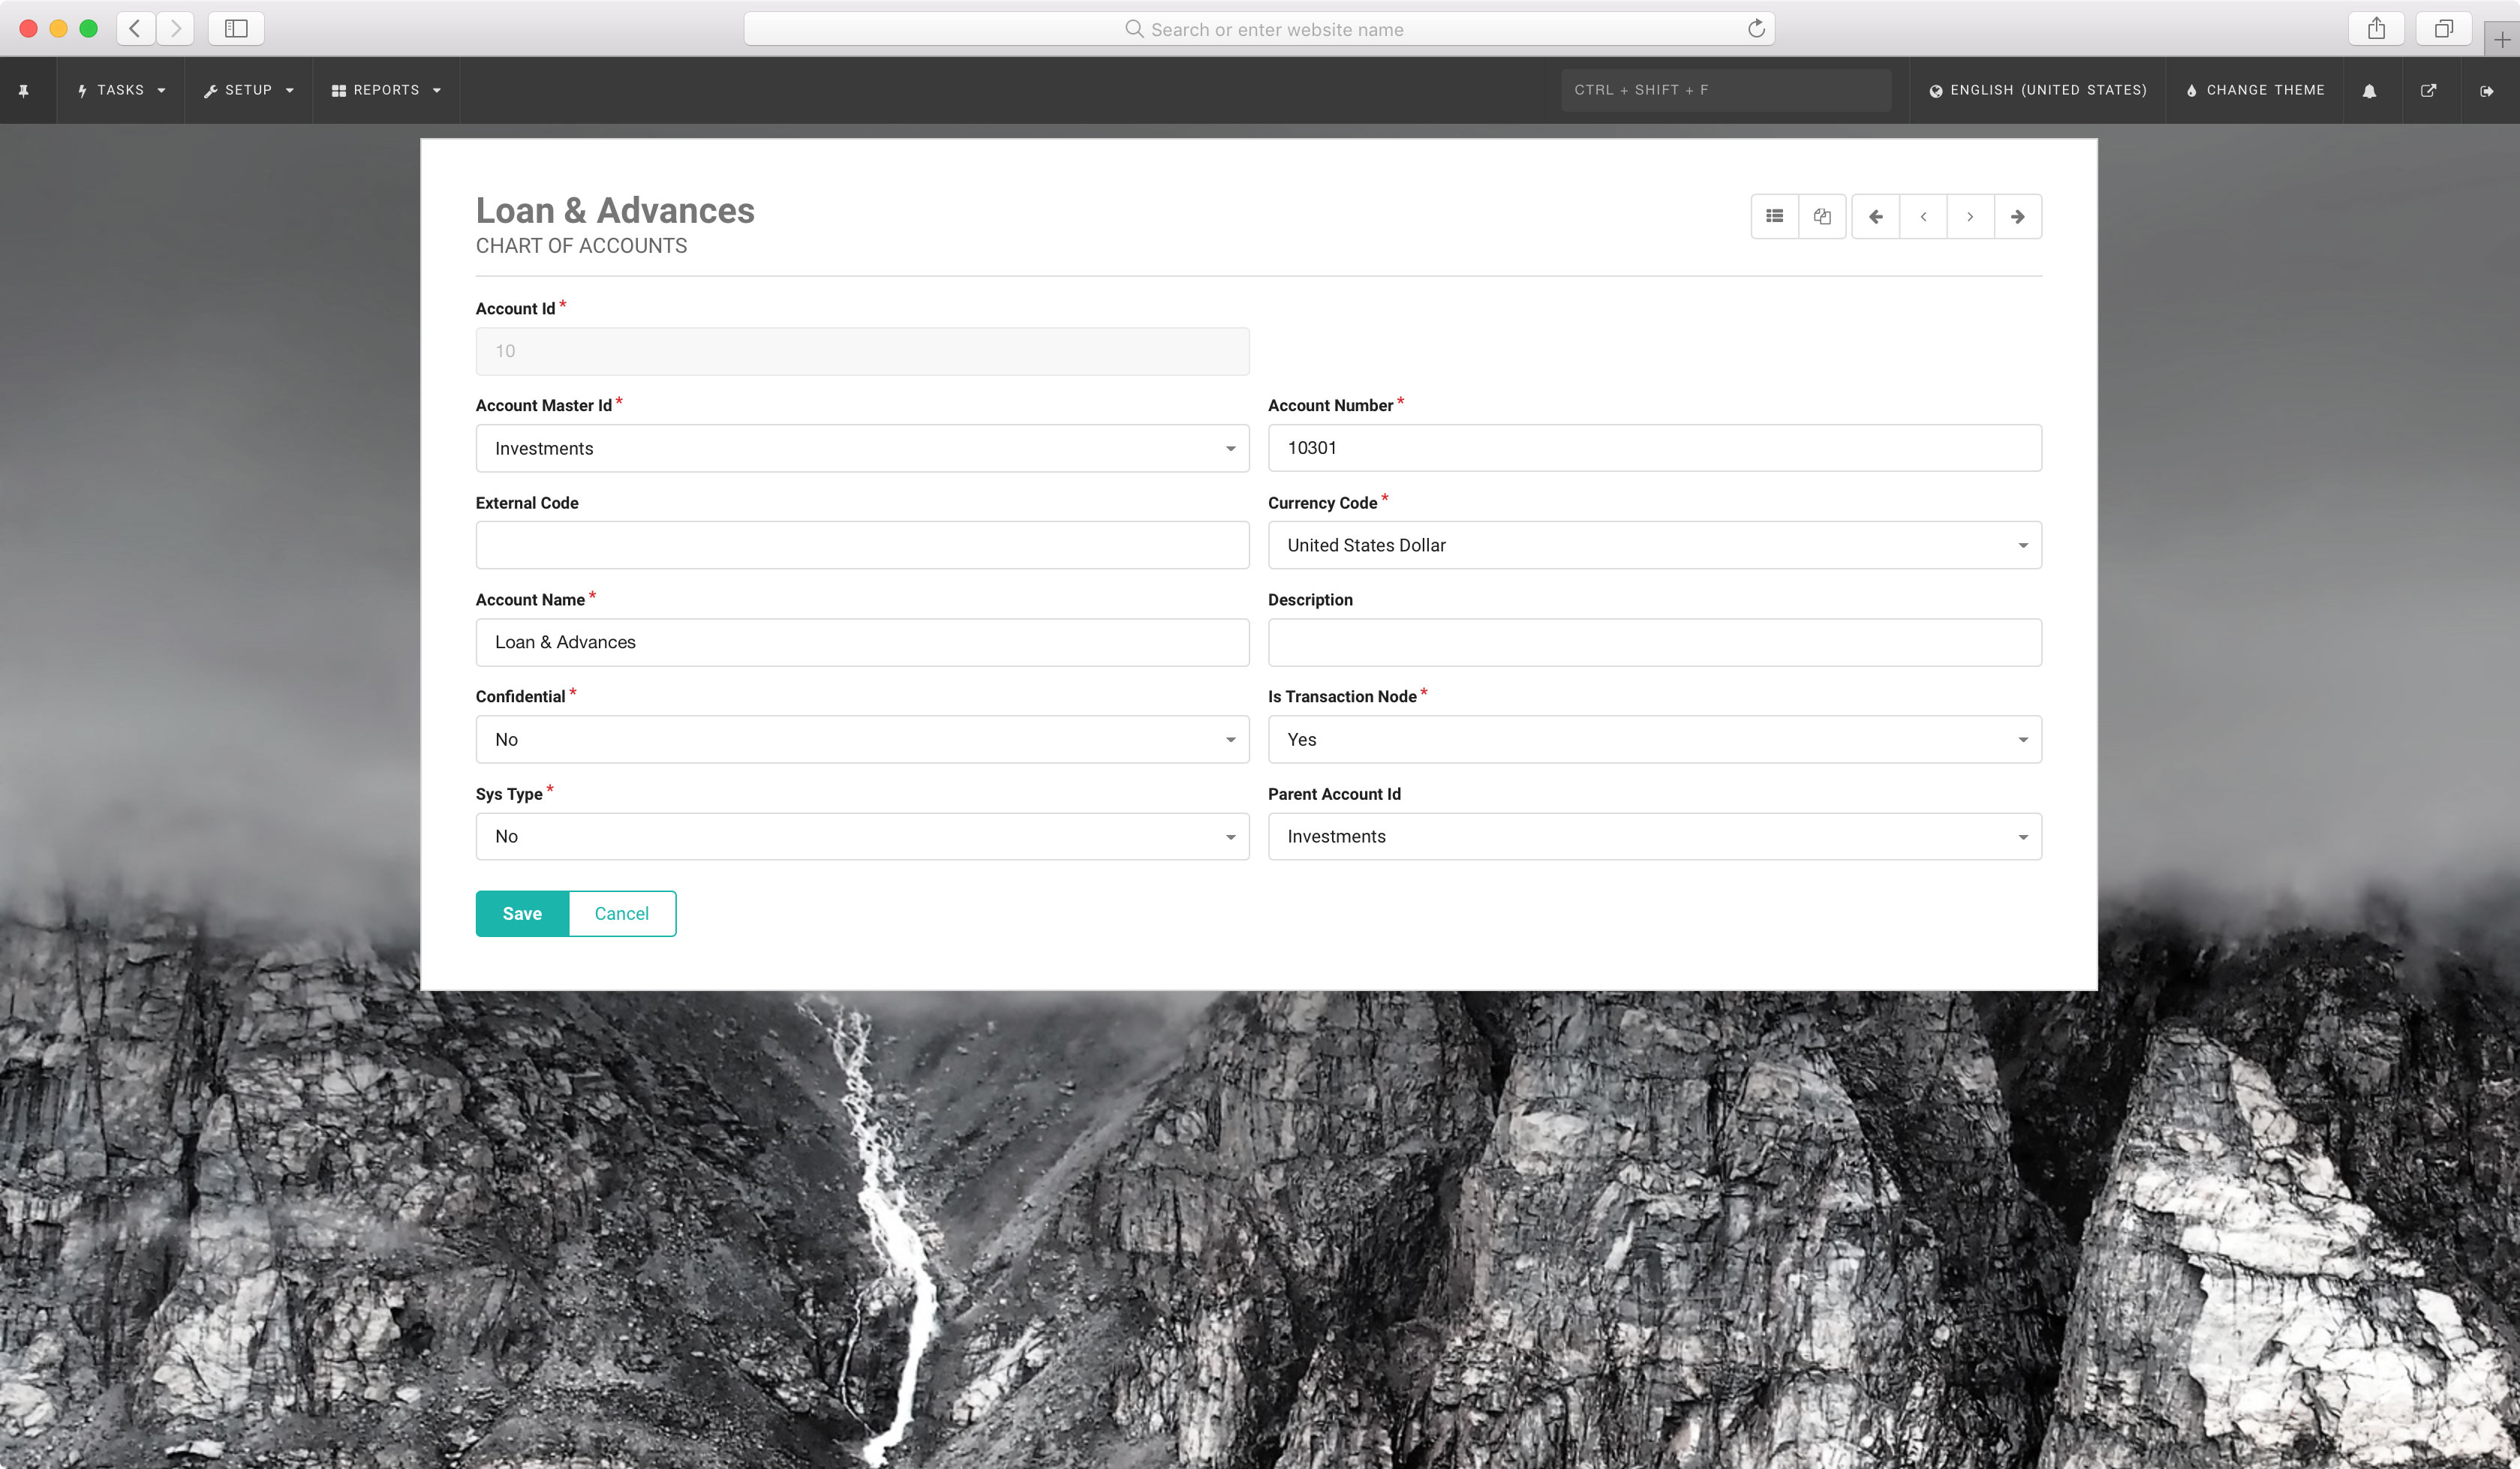 Search or enter website name
TASKS SETUP REPORTS CTRL + SHIFT + F ENGLISH (UNITED STATES) CHANGE THEME
Loan & Advances
CHART OF ACCOUNTS
Account Id *
10
Account Master Id * Account Number *
Investments 10301
External Code Currency Code *
United States Dollar
Account Name * Description
Loan & Advances
Confidential * Is Transaction Node *
No Yes
Sys Type * Parent Account Id
No Investments
Save Cancel